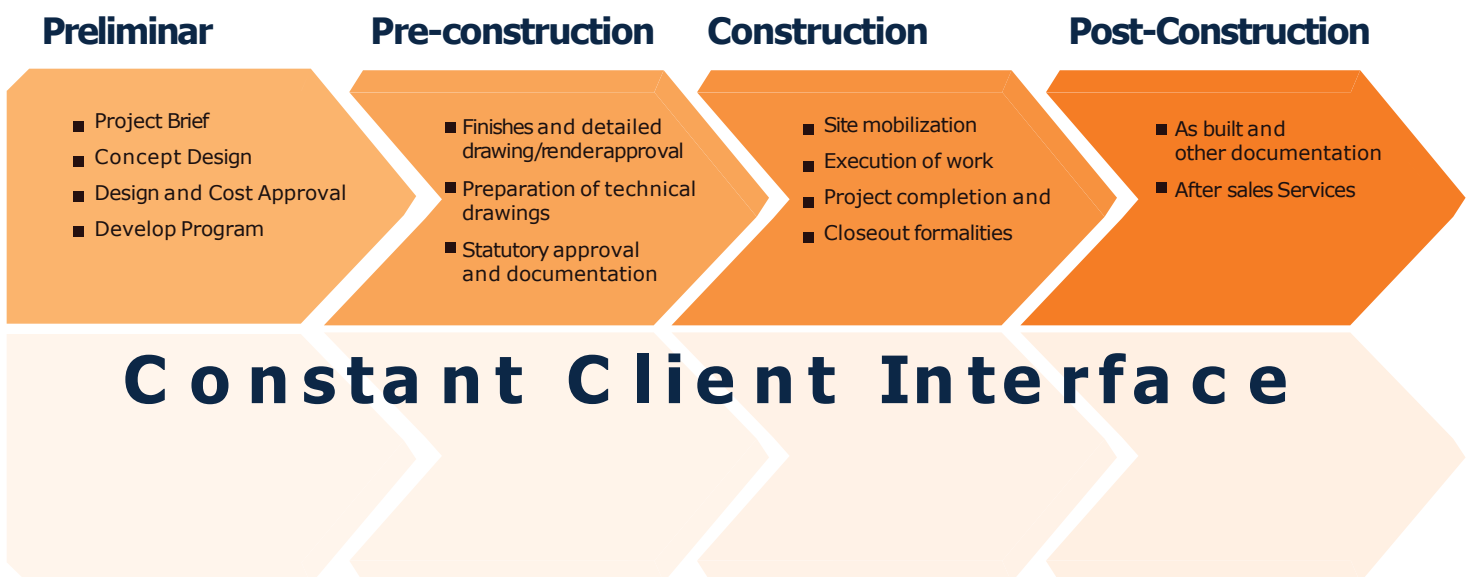 Preliminar
Pre-construction
Construction
Post-Construction
Project Brief
Concept Design
Design and Cost Approval
Develop Program
Finishes and detailed
drawing/renderapproval
Preparation of technical
drawings
Statutory approval
and documentation
Site mobilization
Execution of work
Project completion and
Closeout formalities
As built and
other documentation
After sales Services
Constant Client Interface